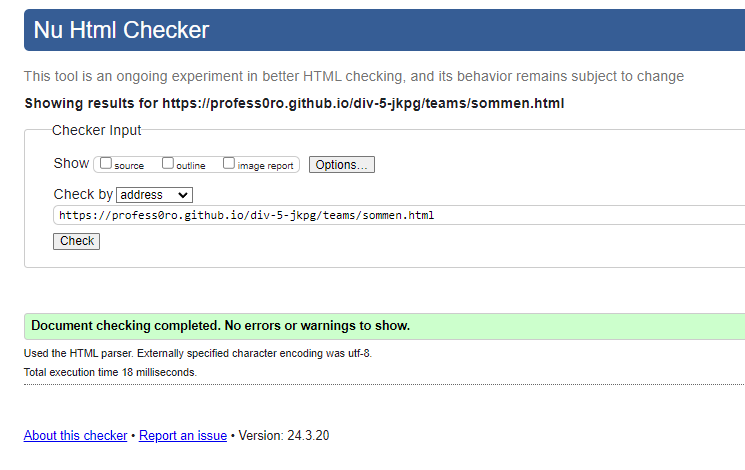 Nu Html Checker
This tool is an ongoing experiment in better HTML checking, and its behavior remains subject to change
Showing results for https://profess0ro.github.io/div-5-jkpg/teams/sommen.html
Checker Input
Show source outline image report Options...
Check by address
https://profess0ro.github.io/div-5-jkpg/teams/sommen.html
Check
Document checking completed. No errors or warnings to show.
Used the HTML parser. Externally specified character encoding was utf-8.
Total execution time 18 milliseconds.
About this checker • Report an issue • Version: 24.3.20